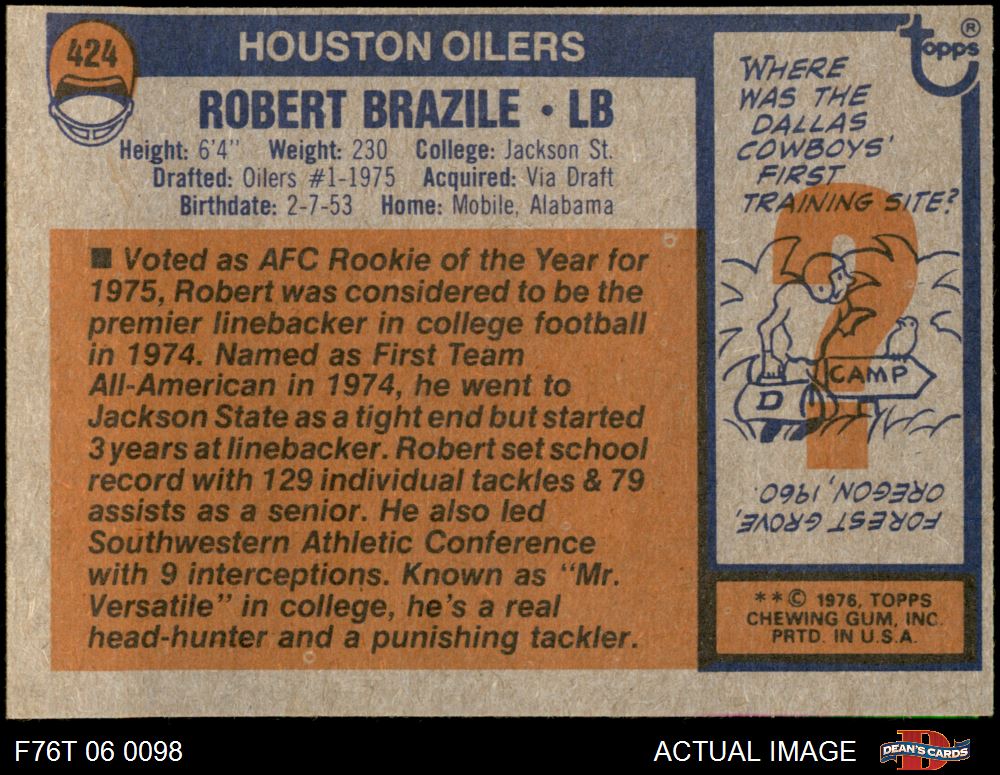 424
HOUSTON OILERS
ROBERT BRAZILE • LB
Height: 6'4" Weight: 230 College: Jackson St.
Drafted: Oilers #1-1975 Acquired: Via Draft
Birthdate: 2-7-53 Home: Mobile, Alabama
■ Voted as AFC Rookie of the Year for
1975, Robert was considered to be the
premier linebacker in college football
in 1974. Named as First Team
All-American in 1974, he went to
Jackson State as a tight end but started
3 years at linebacker. Robert set school
record with 129 individual tackles & 79
assists as a senior. He also led
Southwestern Athletic Conference
with 9 interceptions. Known as “Mr.
Versatile” in college, he's a real
head-hunter and a punishing tackler.
topps ®
WHERE
WAS THE
DALLAS
COWBOYS'
FIRST
TRAINING SITE?
CAMP
D
FOREST GROVE,
OREGON, 1960.
**© 1976, TOPPS
CHEWING GUM, INC.
PRTD. IN U.S.A.
F76T 06 0098
ACTUAL IMAGE
D
DEAN'S CARDS